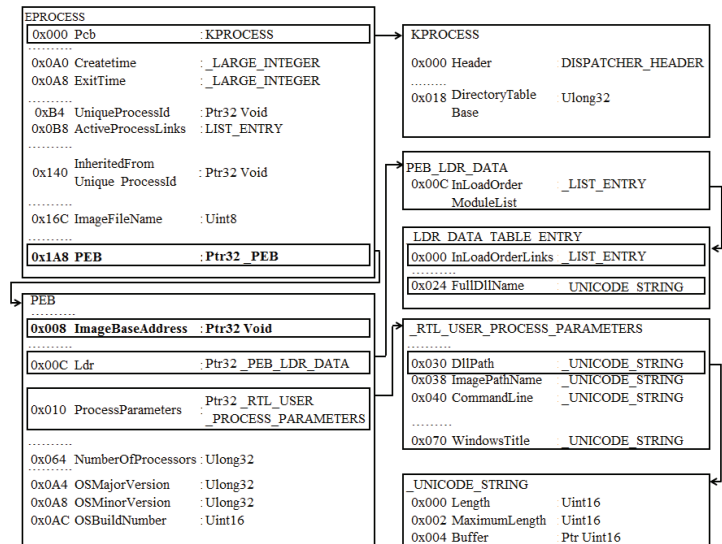 EPROCESS
0x000 Pcb :KPROCESS
..........
0x0A0 Createtime :_LARGE_INTEGER
0x0A8 ExitTime :_LARGE_INTEGER
..........
0xB4 UniqueProcessId :Ptr32 Void
0x0B8 ActiveProcessLinks :LIST_ENTRY
..........
0x140 InheritedFrom
Unique ProcessId :Ptr32 Void
..........
0x16C ImageFileName :Uint8
..........
0x1A8 PEB :Ptr32 _PEB
PEB
..........
0x008 ImageBaseAddress :Ptr32 Void
..........
0x00C Ldr :Ptr32 _PEB_LDR_DATA
0x010 ProcessParameters : Ptr32 _RTL_USER
_PROCESS_PARAMETERS
..........
0x064 NumberOfProcessors :Ulong32
..........
0x0A4 OSMajorVersion :Ulong32
0x0A8 OSMinorVersion :Ulong32
0x0AC OSBuildNumber :Uint16
KPROCESS
0x000 Header :DISPATCHER_HEADER
.........
0x018 DirectoryTable
Base :Ulong32
PEB_LDR_DATA
0x00C InLoadOrder :_LIST_ENTRY
ModuleList
LDR_DATA_TABLE_ENTRY
0x000 InLoadOrderLinks _LIST_ENTRY
..........
0x024 FullDllName :_UNICODE_STRING
_RTL_USER_PROCESS_PARAMETERS
..........
0x030 DllPath :_UNICODE_STRING
0x038 ImagePathName :_UNICODE_STRING
0x040 CommandLine :_UNICODE_STRING
.........
0x070 WindowsTitle :_UNICODE_STRING
_UNICODE_STRING
0x000 Length :Uint16
0x002 MaximumLength :Uint16
0x004 Buffer :Ptr Uint16